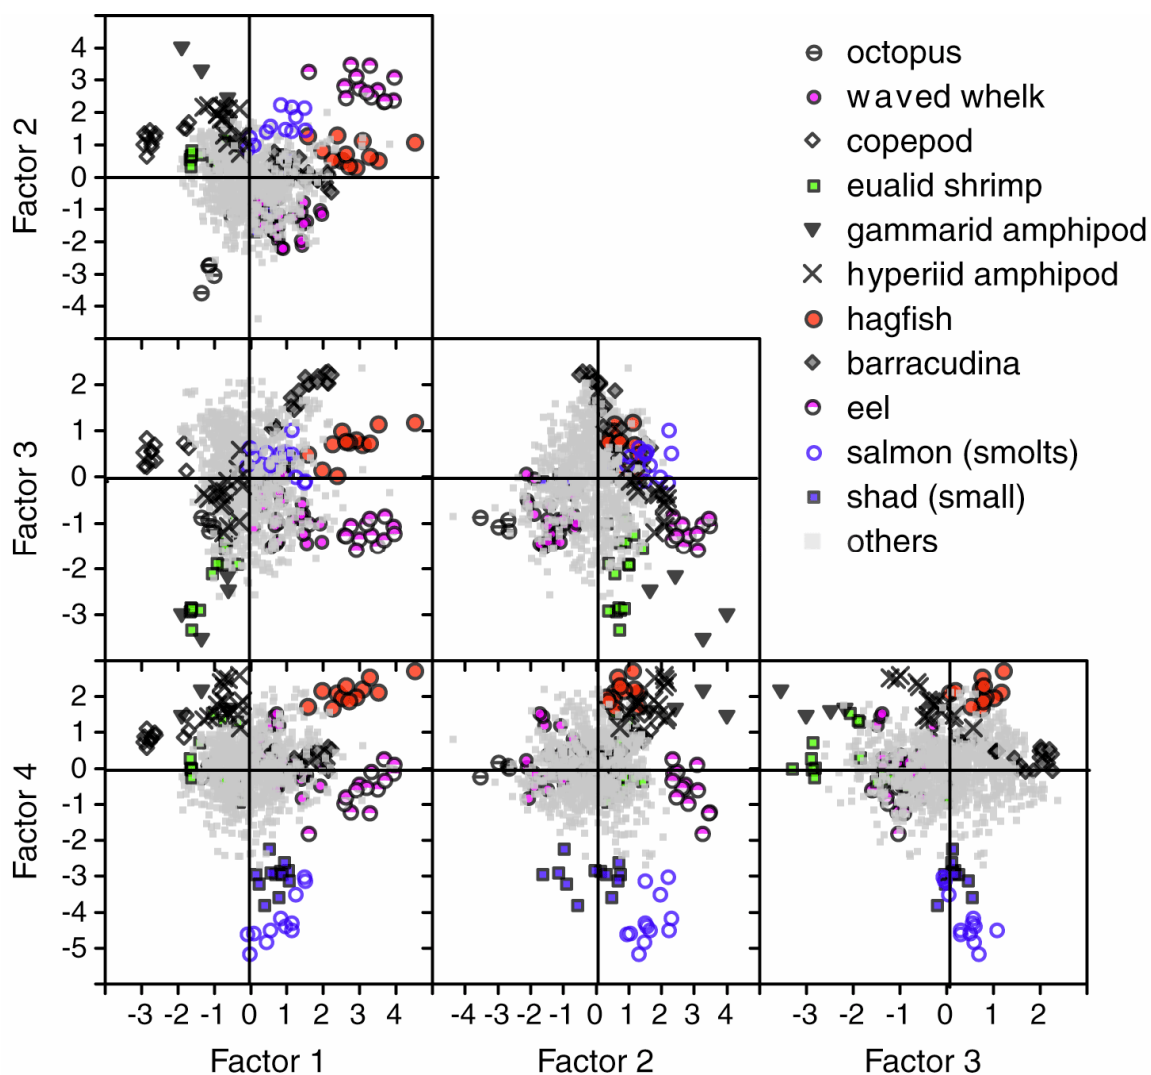 4
3
2
1
0
-1
-2
-3
-4
Factor 2
octopus
waved whelk
copepod
eualid shrimp
gammarid amphipod
hyperiid amphipod
hagfish
barracudina
eel
salmon (smolts)
shad (small)
others
2
1
0
-1
-2
-3
Factor 3
2
1
0
-1
-2
-3
-4
-5
Factor 4
-3 -2 -1 0 1 2 3 4
-4 -3 -2 -1 0 1 2 3 4
-3 -2 -1 0 1 2
Factor 1
Factor 2
Factor 3